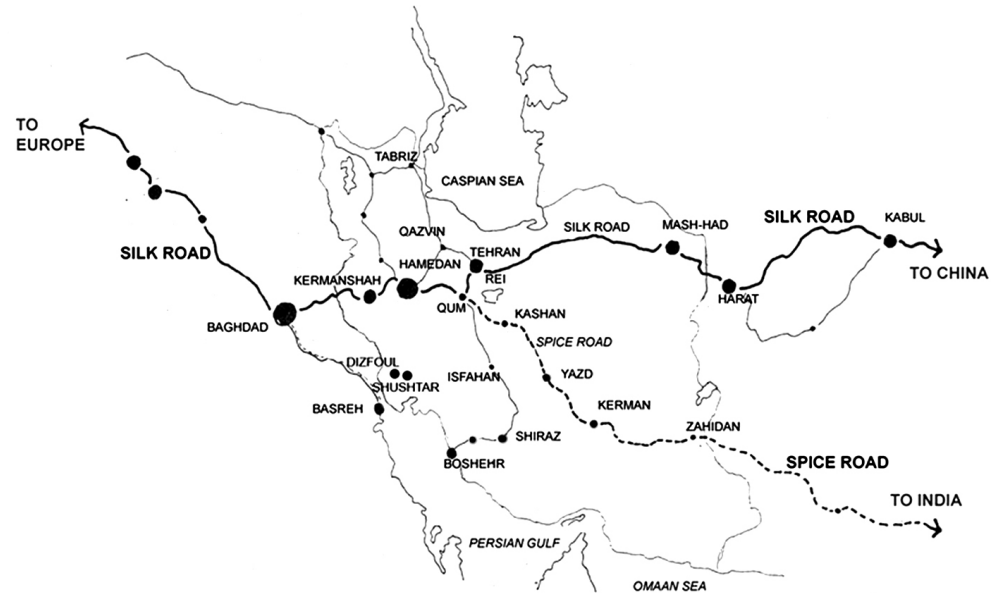 TO
EUROPE
TABRIZ
CASPIAN SEA
SILK ROAD
KABUL
MASH-HAD
SILK ROAD
QAZVIN
SILK ROAD
TEHRAN
HAMEDAN
REI
TO CHINA
KERMANSHAH
HARAT
QUM
KASHAN
BAGHDAD
SPICE ROAD
DIZFOUL
ISFAHAN
YAZD
SHUSHTAR
BASREH
KERMAN
ZAHIDAN
SHIRAZ
BOSHEHR
SPICE ROAD
TO INDIA
PERSIAN GULF
OMAAN SEA